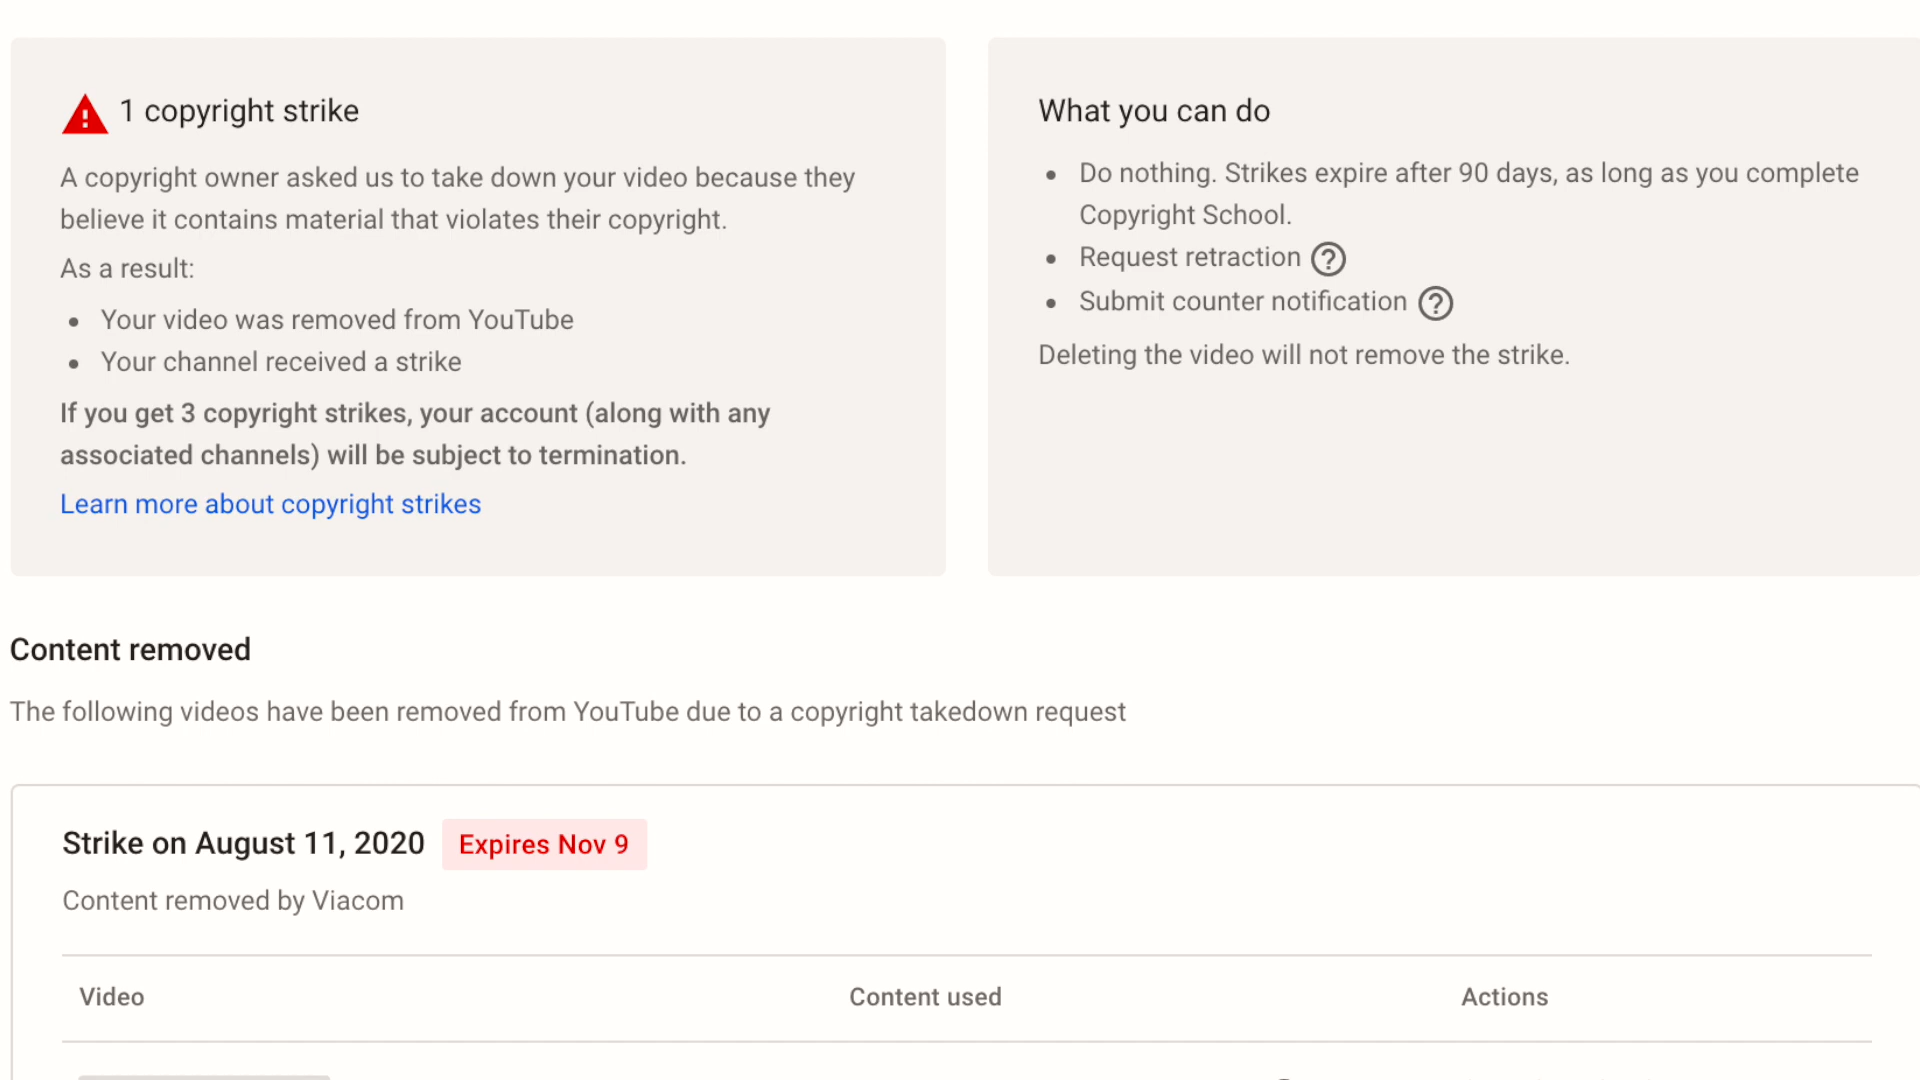 1 copyright strike
A copyright owner asked us to take down your video because they
believe it contains material that violates their copyright.
As a result:
• Your video was removed from YouTube
• Your channel received a strike
If you get 3 copyright strikes, your account (along with any
associated channels) will be subject to termination.
Learn more about copyright strikes
What you can do
• Do nothing. Strikes expire after 90 days, as long as you complete
Copyright School.
• Request retraction ?
• Submit counter notification ?
Deleting the video will not remove the strike.
Content removed
The following videos have been removed from YouTube due to a copyright takedown request
Strike on August 11, 2020 Expires Nov 9
Content removed by Viacom
Video Content used Actions